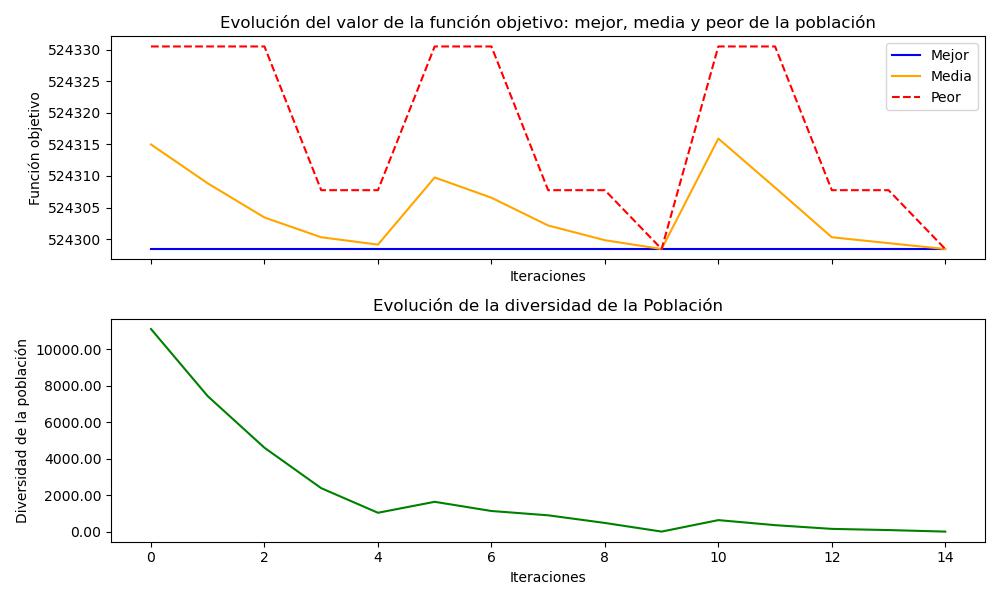 Evolución del valor de la función objetivo: mejor, media y peor de la población
Función objetivo
524330
524325
524320
524315
524310
524305
524300
Mejor
Media
Peor
Iteraciones
Evolución de la diversidad de la Población
Diversidad de la población
10000.00
8000.00
6000.00
4000.00
2000.00
0.00
0 2 4 6 8 10 12 14
Iteraciones